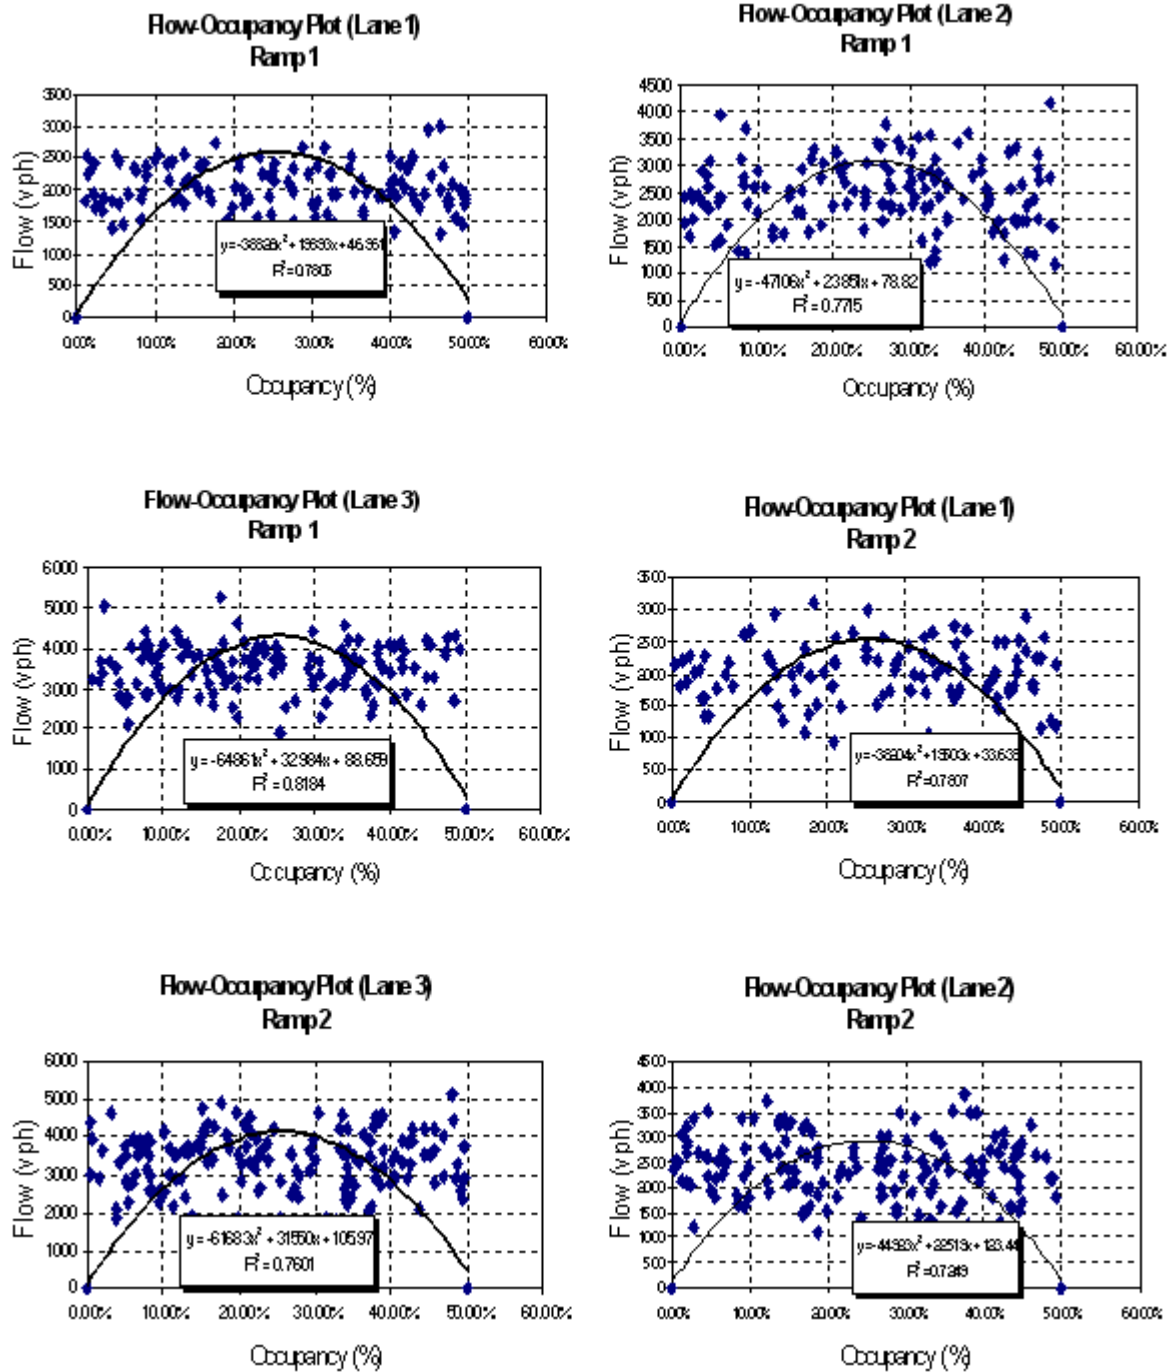 Flow-Occupancy Plot (Lane 1)
Ramp 1
3500
3000
2500
2000
1500
1000
500
0
Flow (vph)
0.00%
10.00%
20.00%
30.00%
40.00%
50.00%
60.00%
Occupancy (%)
R²=0.7806
Flow-Occupancy Plot (Lane 2)
Ramp 1
4500
4000
3500
3000
2500
2000
1500
1000
500
0
Flow (vph)
y = -47106x² + 23851x + 78.82
R² = 0.7715
0.00%
10.00%
20.00%
30.00%
40.00%
50.00%
60.00%
Occupancy (%)
Flow-Occupancy Plot (Lane 3)
Ramp 1
6000
5000
4000
3000
2000
1000
0
Flow (vph)
y = -64861x² + 32984x + 88.659
R² = 0.8184
0.00%
10.00%
20.00%
30.00%
40.00%
50.00%
60.00%
Occupancy (%)
Flow-Occupancy Plot (Lane 1)
Ramp 2
3500
3000
2500
2000
1500
1000
500
0
Flow (vph)
R²=0.7807
0.00%
10.00%
20.00%
30.00%
40.00%
50.00%
60.00%
Occupancy (%)
Flow-Occupancy Plot (Lane 3)
Ramp 2
6000
5000
4000
3000
2000
1000
0
Flow (vph)
y = -61683x² + 31550x + 105.97
R² = 0.7601
0.00%
10.00%
20.00%
30.00%
40.00%
50.00%
60.00%
Occupancy (%)
Flow-Occupancy Plot (Lane 2)
Ramp 2
4500
4000
3500
3000
2500
2000
1500
1000
500
0
Flow (vph)
R²=0.7249
0.00%
10.00%
20.00%
30.00%
40.00%
50.00%
60.00%
Occupancy (%)